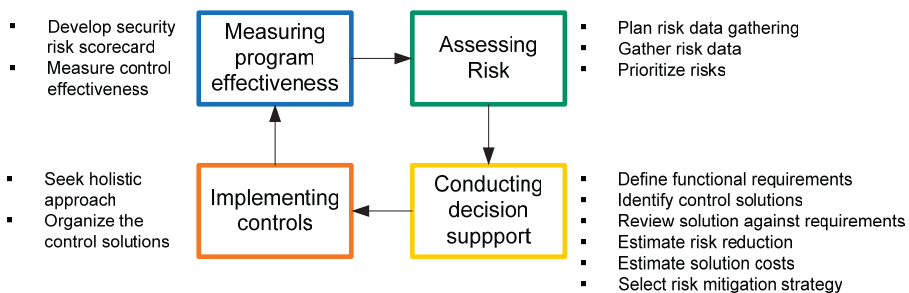 ▪ Develop security
risk scorecard
▪ Measure control
effectiveness
Measuring
program
effectiveness
Assessing
Risk
▪ Plan risk data gathering
▪ Gather risk data
▪ Prioritize risks
▪ Seek holistic
approach
▪ Organize the
control solutions
Implementing
controls
Conducting
decision
suppport
▪ Define functional requirements
▪ Identify control solutions
▪ Review solution against requirements
▪ Estimate risk reduction
▪ Estimate solution costs
▪ Select risk mitigation strategy